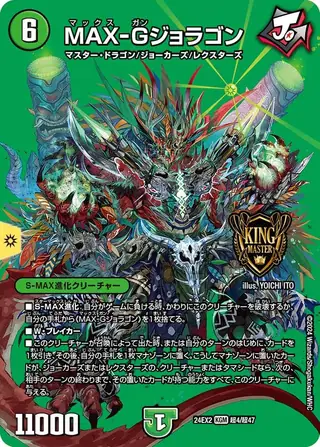 6
マックス ガン
MAX-Gジョラゴン
マスター・ドラゴン/ジョーカーズ/レクスターズ
J
KING
MASTER
illus. YOICHI ITO
S-MAX進化クリーチャー
■S-MAX進化:自分がゲームに負ける時、かわりにこのクリーチャーを破壊するか、
自分の手札から《MAX-Gジョラゴン》を1枚捨てる。
■W・ブレイカー
■このクリーチャーが召喚によって出た時、または自分のターンのはじめに、カード
を1枚引き、その後、自分の手札を1枚マナゾーンに置く。こうしてマナゾーンに置いたカー
ドが、ジョーカーズまたはレクスターズの、クリーチャーまたはタマシードなら、次の、
相手のターンの終わりまで、その置いたカードが持つ能力をすべて、このクリーチャーに
与える。
11000
J
24EX2 KGM 超4/超47
©2024 Wizards/Shogakukan/WHC